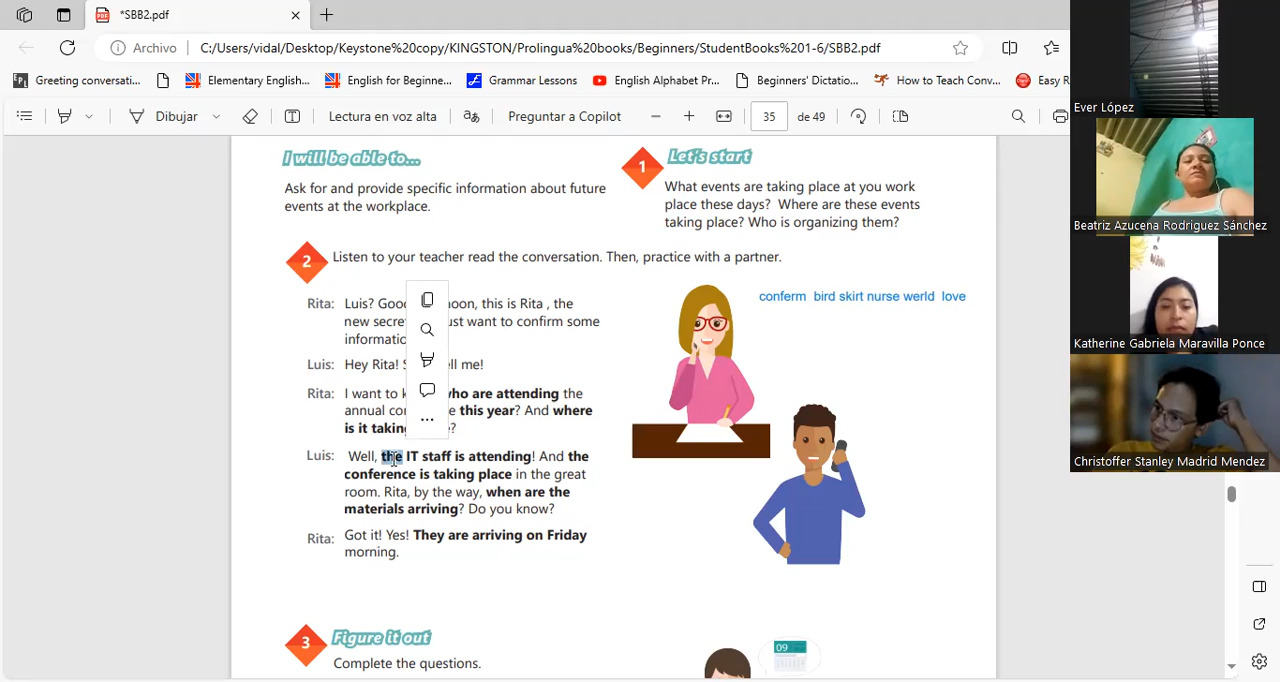 *SBB2.pdf
Archivo
C:/Users/vidal/Desktop/Keystone%20copy/KINGSTON/Prolingua%20books/Beginners/StudentBooks%201-6/SBB2.pdf
Greeting conversati...
Elementary English...
English for Beginne...
Grammar Lessons
English Alphabet Pr...
Beginners' Dictatio...
How to Teach Conv...
Easy R
Dibujar
Lectura en voz alta
Preguntar a Copilot
35
de 49
I will be able to...
Ask for and provide specific information about future
events at the workplace.
1
Let's start
What events are taking place at you work
place these days? Where are these events
taking place? Who is organizing them?
2
Listen to your teacher read the conversation. Then, practice with a partner.
Rita: Luis? Goo noon, this is Rita , the
new secre ust want to confirm some
informatio
Luis: Hey Rita! S ell me!
Rita: I want to k who are attending the
annual con e this year? And where
is it taking e?
Luis: Well, the IT staff is attending! And the
conference is taking place in the great
room. Rita, by the way, when are the
materials arriving? Do you know?
Rita: Got it! Yes! They are arriving on Friday
morning.
conferm bird skirt nurse werld love
3
Figure it out
Complete the questions.
09
Ever López
Beatriz Azucena Rodriguez Sánchez
Katherine Gabriela Maravilla Ponce
Christoffer Stanley Madrid Mendez